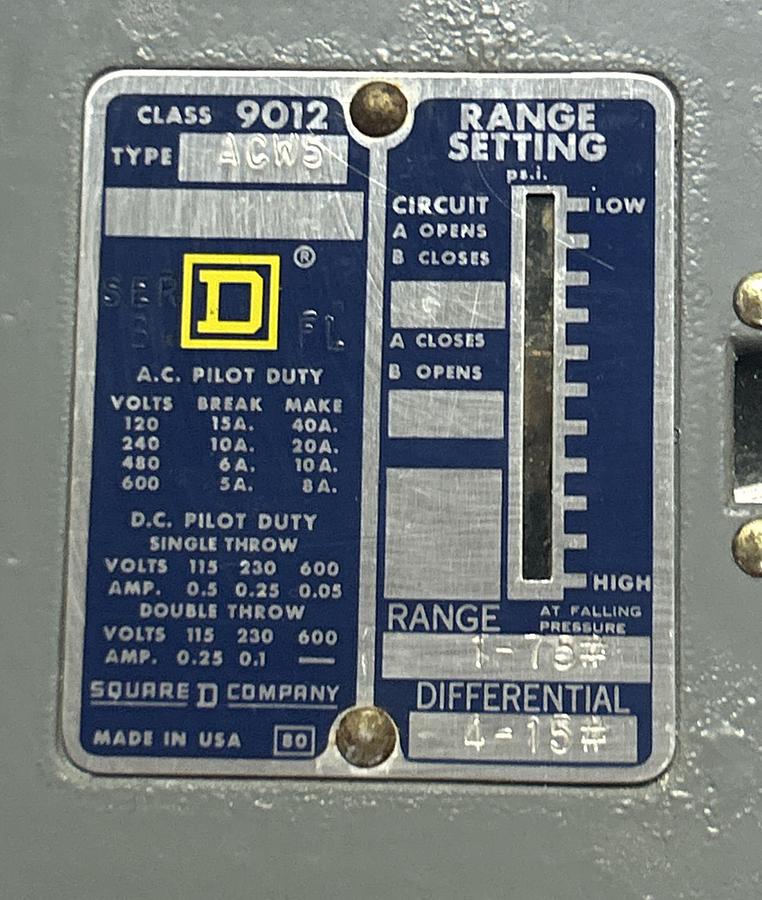 CLASS 9012
TYPE ACW5
SER
D
®
FL
A.C. PILOT DUTY
VOLTS BREAK MAKE
120 15A. 40A.
240 10A. 20A.
480 6A. 10A.
600 5A. 8A.
D.C. PILOT DUTY
SINGLE THROW
VOLTS 115 230 600
AMP. 0.5 0.25 0.05
DOUBLE THROW
VOLTS 115 230 600
AMP. 0.25 0.1 —
SQUARE D COMPANY
MADE IN USA 80
RANGE
SETTING
p.s.i.
CIRCUIT
A OPENS
B CLOSES
A CLOSES
B OPENS
LOW
HIGH
RANGE AT FALLING
PRESSURE
1-75#
DIFFERENTIAL
4-15#